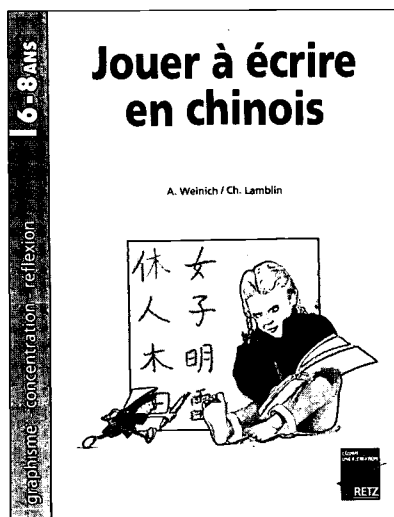 Jouer à écrire
en chinois
A. Weinich / Ch. Lamblin
6-8 ANS
graphisme - concentration - réflexion
休 女
人 子
木 明
RETZ